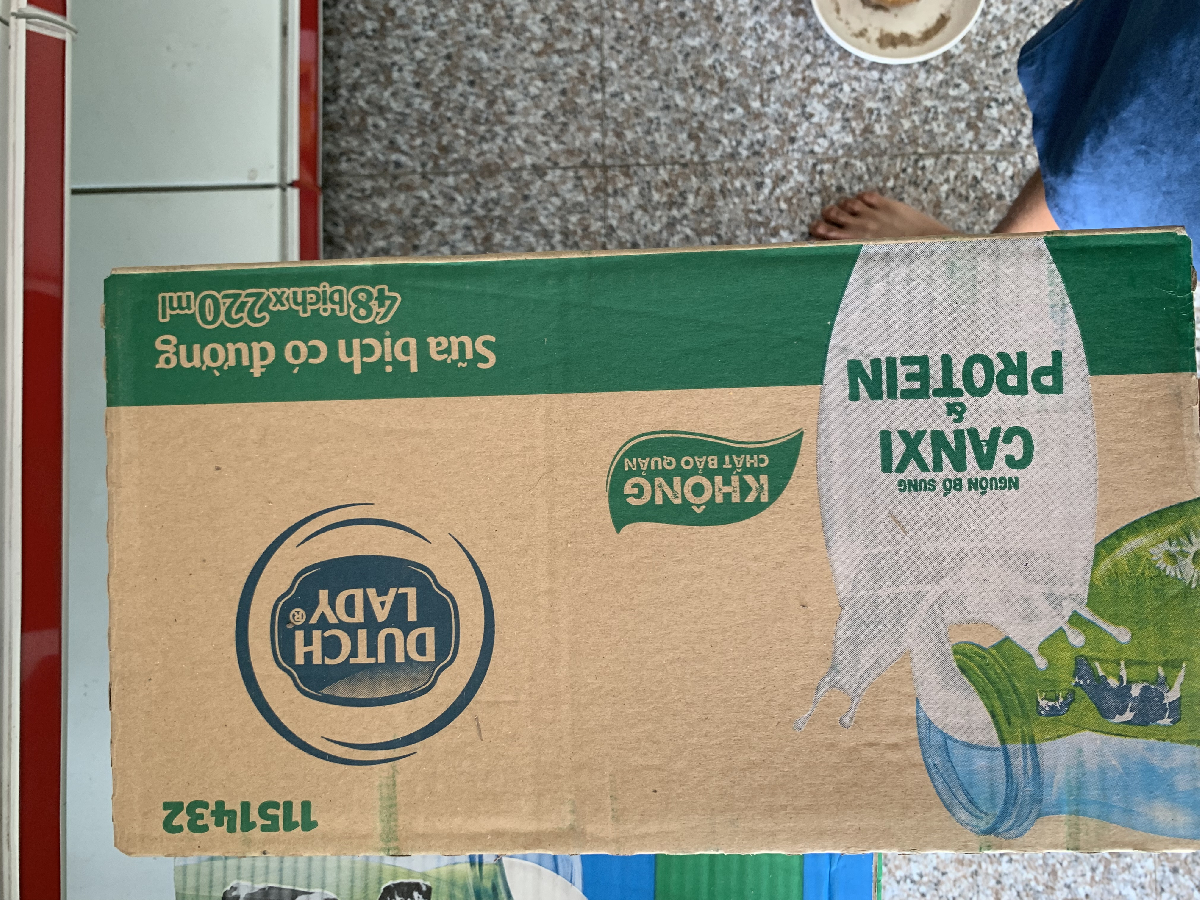 1151432
DUTCH
LADY®
NGUỒN BỔ SUNG
CANXI
&
PROTEIN
KHÔNG
CHẤT BẢO QUẢN
Sữa bịch có đường
48 bịch x 220 ml